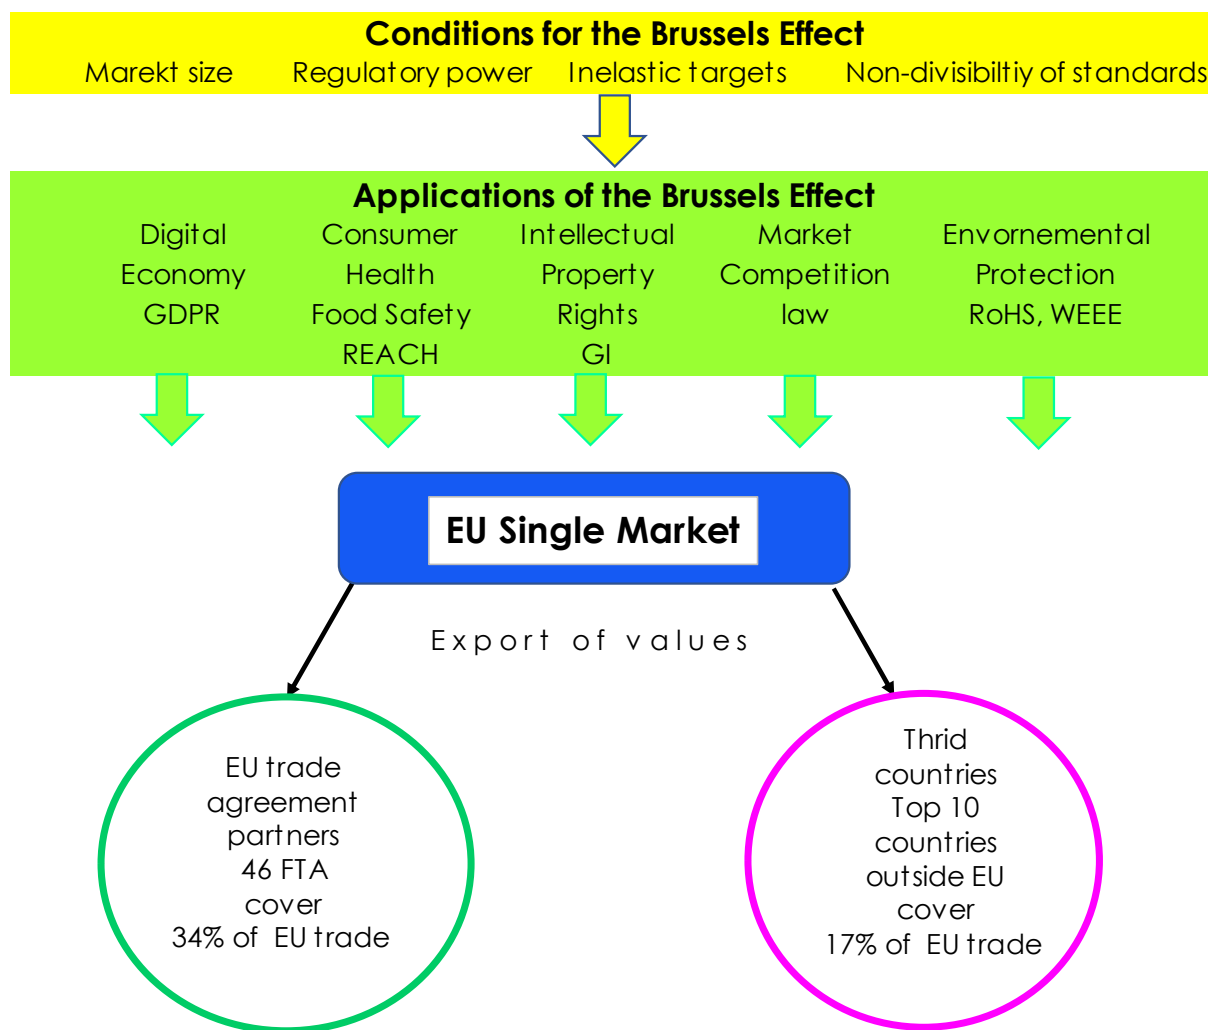 Conditions for the Brussels Effect
Marekt size Regulatory power Inelastic targets Non-divisibiltiy of standards
Applications of the Brussels Effect
Digital Consumer Intellectual Market Envornemental
Economy Health Property Competition Protection
GDPR Food Safety Rights law RoHS, WEEE
REACH GI
EU Single Market
Export of values
EU trade
agreement
partners
46 FTA
cover
34% of EU trade
Thrid
countries
Top 10
countries
outside EU
cover
17% of EU trade